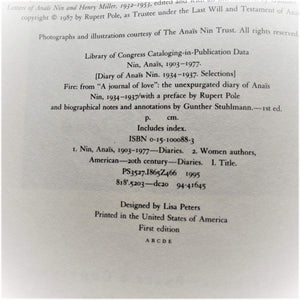 Letters of Anaïs Nin and Henry Miller, 1932–1953, edited and with
copyright © 1987 by Rupert Pole, as Trustee under the Last Will and Testament of Ana
Photographs and illustrations courtesy of The Anaïs Nin Trust. All rights reserved.
Library of Congress Cataloging-in-Publication Data
Nin, Anaïs, 1903–1977.
[Diary of Anaïs Nin. 1934–1937. Selections]
Fire: from "A journal of love": the unexpurgated diary of Anaïs
Nin, 1934–1937/with a preface by Rupert Pole
and biographical notes and annotations by Gunther Stuhlmann.—1st ed.
p. cm.
Includes index.
ISBN 0-15-100088-3
1. Nin, Anaïs, 1903–1977—Diaries. 2. Women authors,
American—20th century—Diaries. I. Title.
PS3527.I865Z466 1995
818'.5203—dc20 94-41645
Designed by Lisa Peters
Printed in the United States of America
First edition
A B C D E